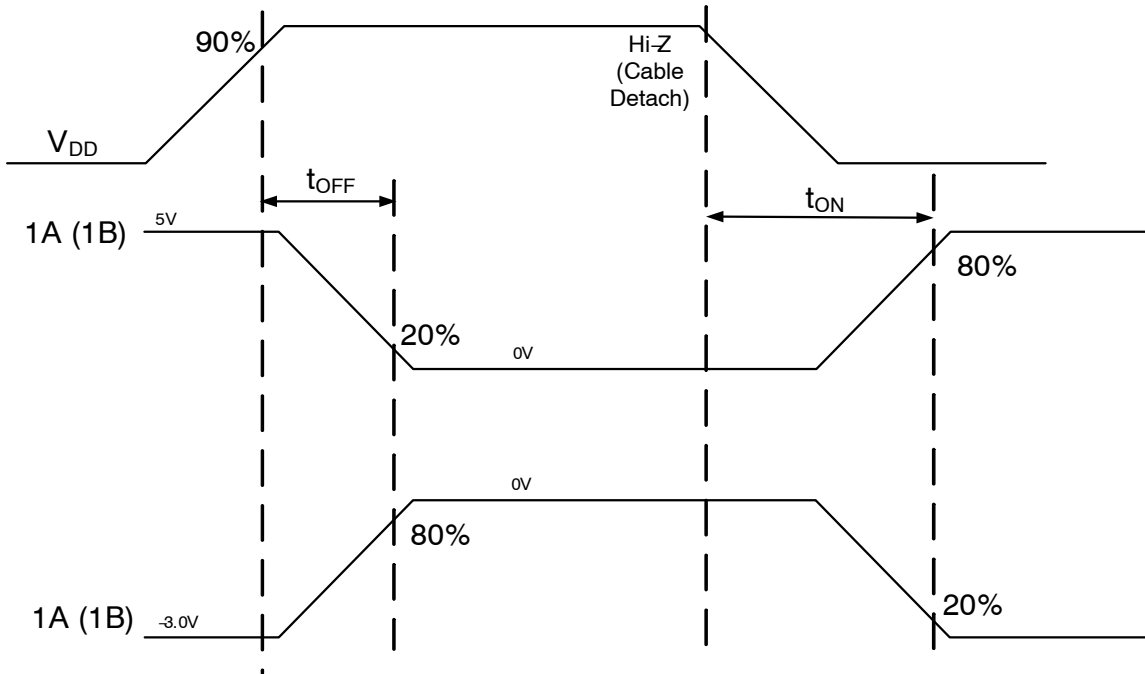 90%
Hi-Z
(Cable
Detach)
VDD
tOFF
tON
1A (1B)
5V
80%
20%
0V
0V
80%
1A (1B)
-3.0V
20%